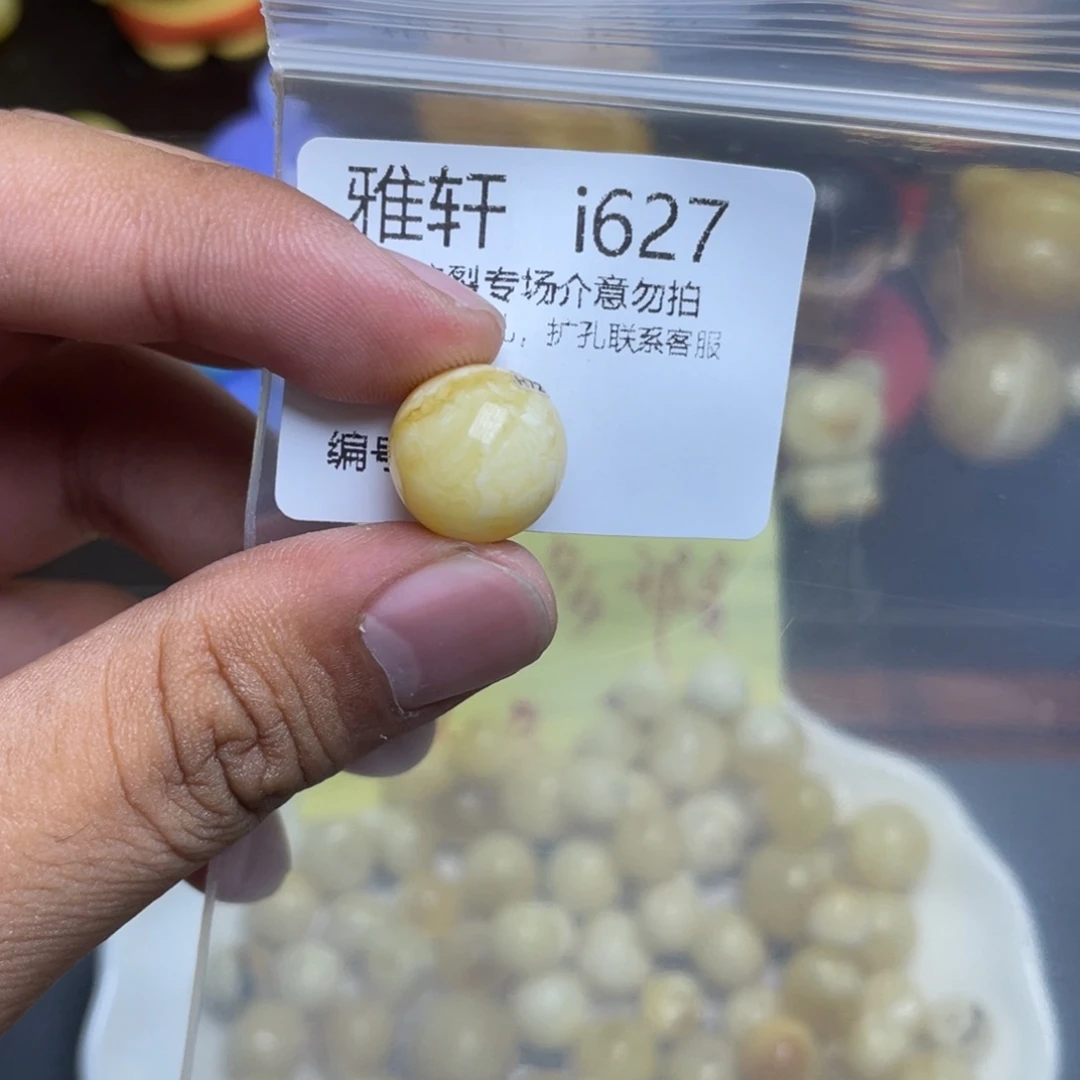 雅轩 i627
裂专场介意勿拍
，扩孔联系客服
编号